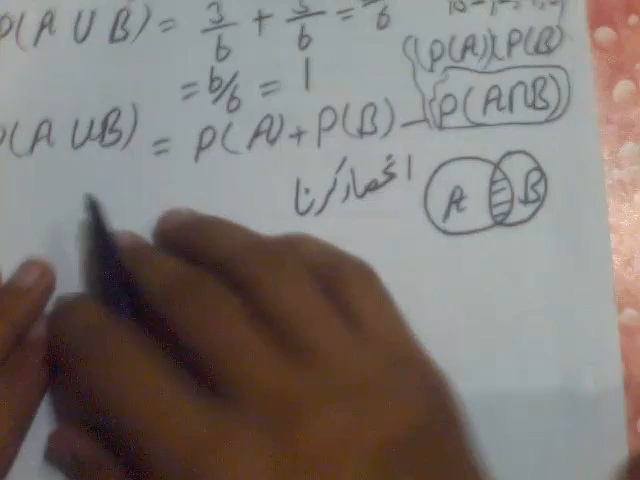 P(A ∪ B) = 3/6 + 3/6 = /6
= 6/6 = 1
(P(A)×P(B)
P(A ∪ B) = P(A) + P(B) - P(A∩B)
انحصار کرنا
A B